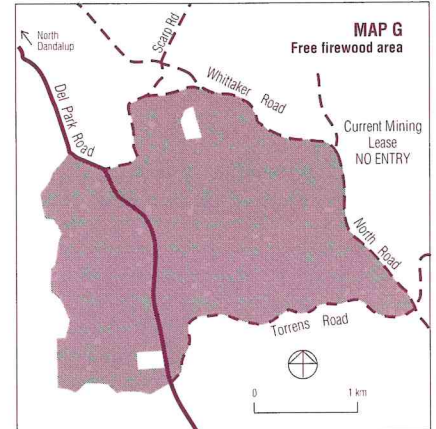 MAP G
Free firewood area
North
Dandalup
Scarp Rd
Whittaker Road
Del Park Road
Current Mining
Lease
NO ENTRY
North Road
Torrens Road
0 1 km